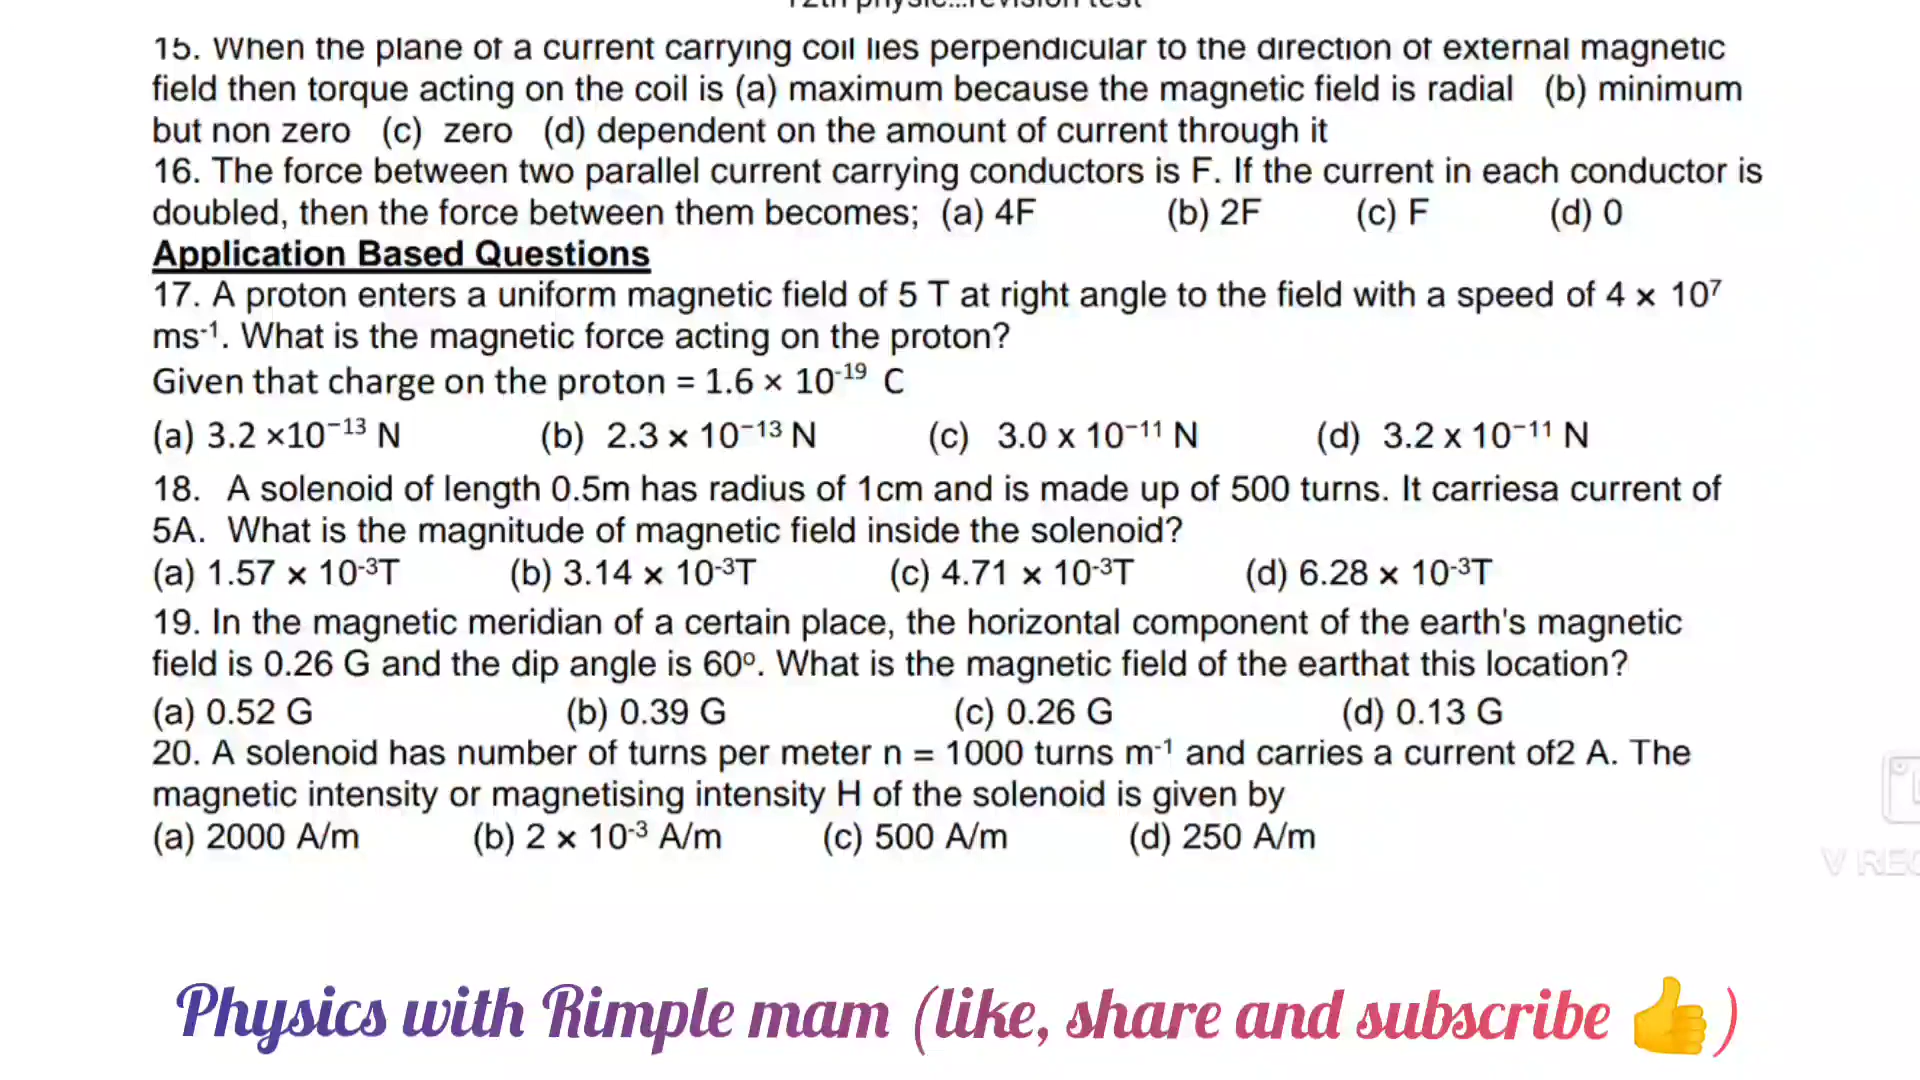 12th physic...revision test
15. When the plane of a current carrying coil lies perpendicular to the direction of external magnetic
field then torque acting on the coil is (a) maximum because the magnetic field is radial (b) minimum
but non zero (c) zero (d) dependent on the amount of current through it
16. The force between two parallel current carrying conductors is F. If the current in each conductor is
doubled, then the force between them becomes; (a) 4F (b) 2F (c) F (d) 0
Application Based Questions
17. A proton enters a uniform magnetic field of 5 T at right angle to the field with a speed of 4 × 10⁷
ms⁻¹. What is the magnetic force acting on the proton?
Given that charge on the proton = 1.6 × 10⁻¹⁹ C
(a) 3.2 ×10⁻¹³ N (b) 2.3 × 10⁻¹³ N (c) 3.0 x 10⁻¹¹ N (d) 3.2 x 10⁻¹¹ N
18. A solenoid of length 0.5m has radius of 1cm and is made up of 500 turns. It carriesa current of
5A. What is the magnitude of magnetic field inside the solenoid?
(a) 1.57 × 10⁻³T (b) 3.14 × 10⁻³T (c) 4.71 × 10⁻³T (d) 6.28 × 10⁻³T
19. In the magnetic meridian of a certain place, the horizontal component of the earth's magnetic
field is 0.26 G and the dip angle is 60º. What is the magnetic field of the earthat this location?
(a) 0.52 G (b) 0.39 G (c) 0.26 G (d) 0.13 G
20. A solenoid has number of turns per meter n = 1000 turns m⁻¹ and carries a current of2 A. The
magnetic intensity or magnetising intensity H of the solenoid is given by
(a) 2000 A/m (b) 2 × 10⁻³ A/m (c) 500 A/m (d) 250 A/m
V REC
Physics with Rimple mam (like, share and subscribe 👍)